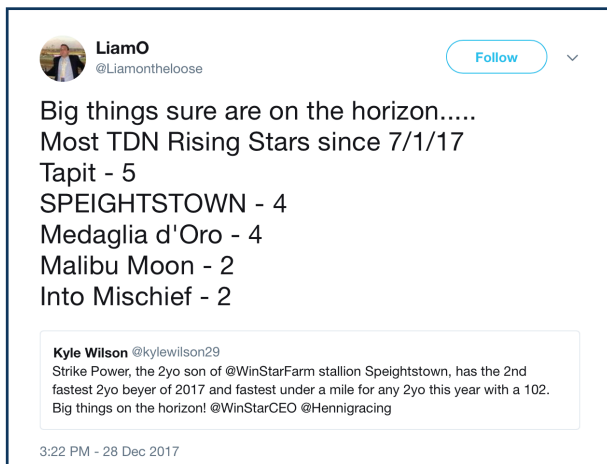 LiamO
@Liamontheloose
Follow
Big things sure are on the horizon.....
Most TDN Rising Stars since 7/1/17
Tapit - 5
SPEIGHTSTOWN - 4
Medaglia d'Oro - 4
Malibu Moon - 2
Into Mischief - 2
Kyle Wilson @kylewilson29
Strike Power, the 2yo son of @WinStarFarm stallion Speightstown, has the 2nd
fastest 2yo beyer of 2017 and fastest under a mile for any 2yo this year with a 102.
Big things on the horizon! @WinStarCEO @Hennigracing
3:22 PM - 28 Dec 2017